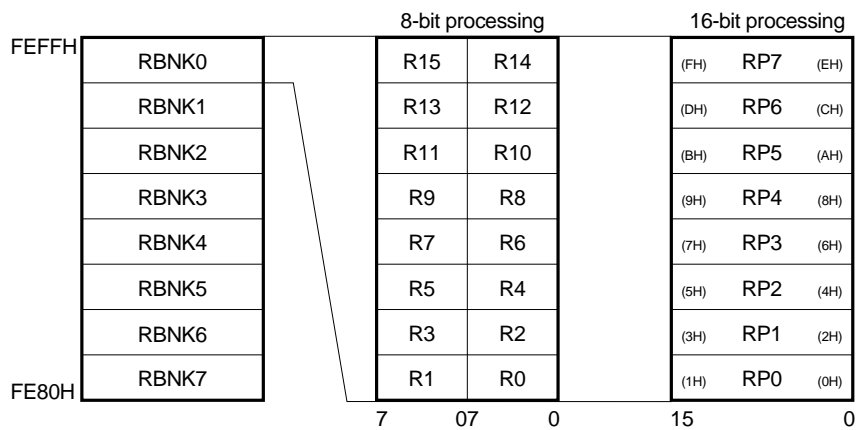 8-bit processing 16-bit processing
FEFFH RBNK0 R15 R14 (FH) RP7 (EH)
RBNK1 R13 R12 (DH) RP6 (CH)
RBNK2 R11 R10 (BH) RP5 (AH)
RBNK3 R9 R8 (9H) RP4 (8H)
RBNK4 R7 R6 (7H) RP3 (6H)
RBNK5 R5 R4 (5H) RP2 (4H)
RBNK6 R3 R2 (3H) RP1 (2H)
FE80H RBNK7 R1 R0 (1H) RP0 (0H)
7 07 0 15 0